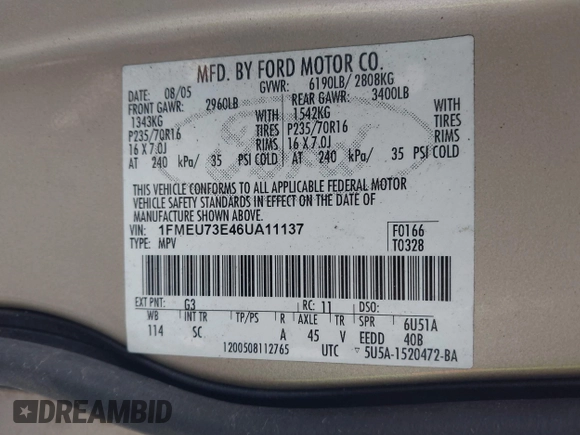 MFD. BY FORD MOTOR CO.
DATE: 08/05 GVWR: 6190LB/ 2808KG
FRONT GAWR: 2960LB REAR GAWR: 3400LB
1343KG WITH 1542KG WITH
P235/70R16 TIRES P235/70R16 TIRES
16 X 7.0J RIMS 16 X 7.0J RIMS
AT 240 kPa/ 35 PSI COLD AT 240 kPa/ 35 PSI COLD
THIS VEHICLE CONFORMS TO ALL APPLICABLE FEDERAL MOTOR
VEHICLE SAFETY STANDARDS IN EFFECT ON THE DATE OF
MANUFACTURE SHOWN ABOVE.
VIN: 1FMEU73E46UA11137 F0166
TYPE: MPV T0328
EXT PNT: G3 RC: 11 DSO:
WB INT TR TP/PS R AXLE TR SPR 6U51A
114 SC A 45 V EEDD 40B
1200508112765 UTC 5U5A-1520472-BA
DREAMBID